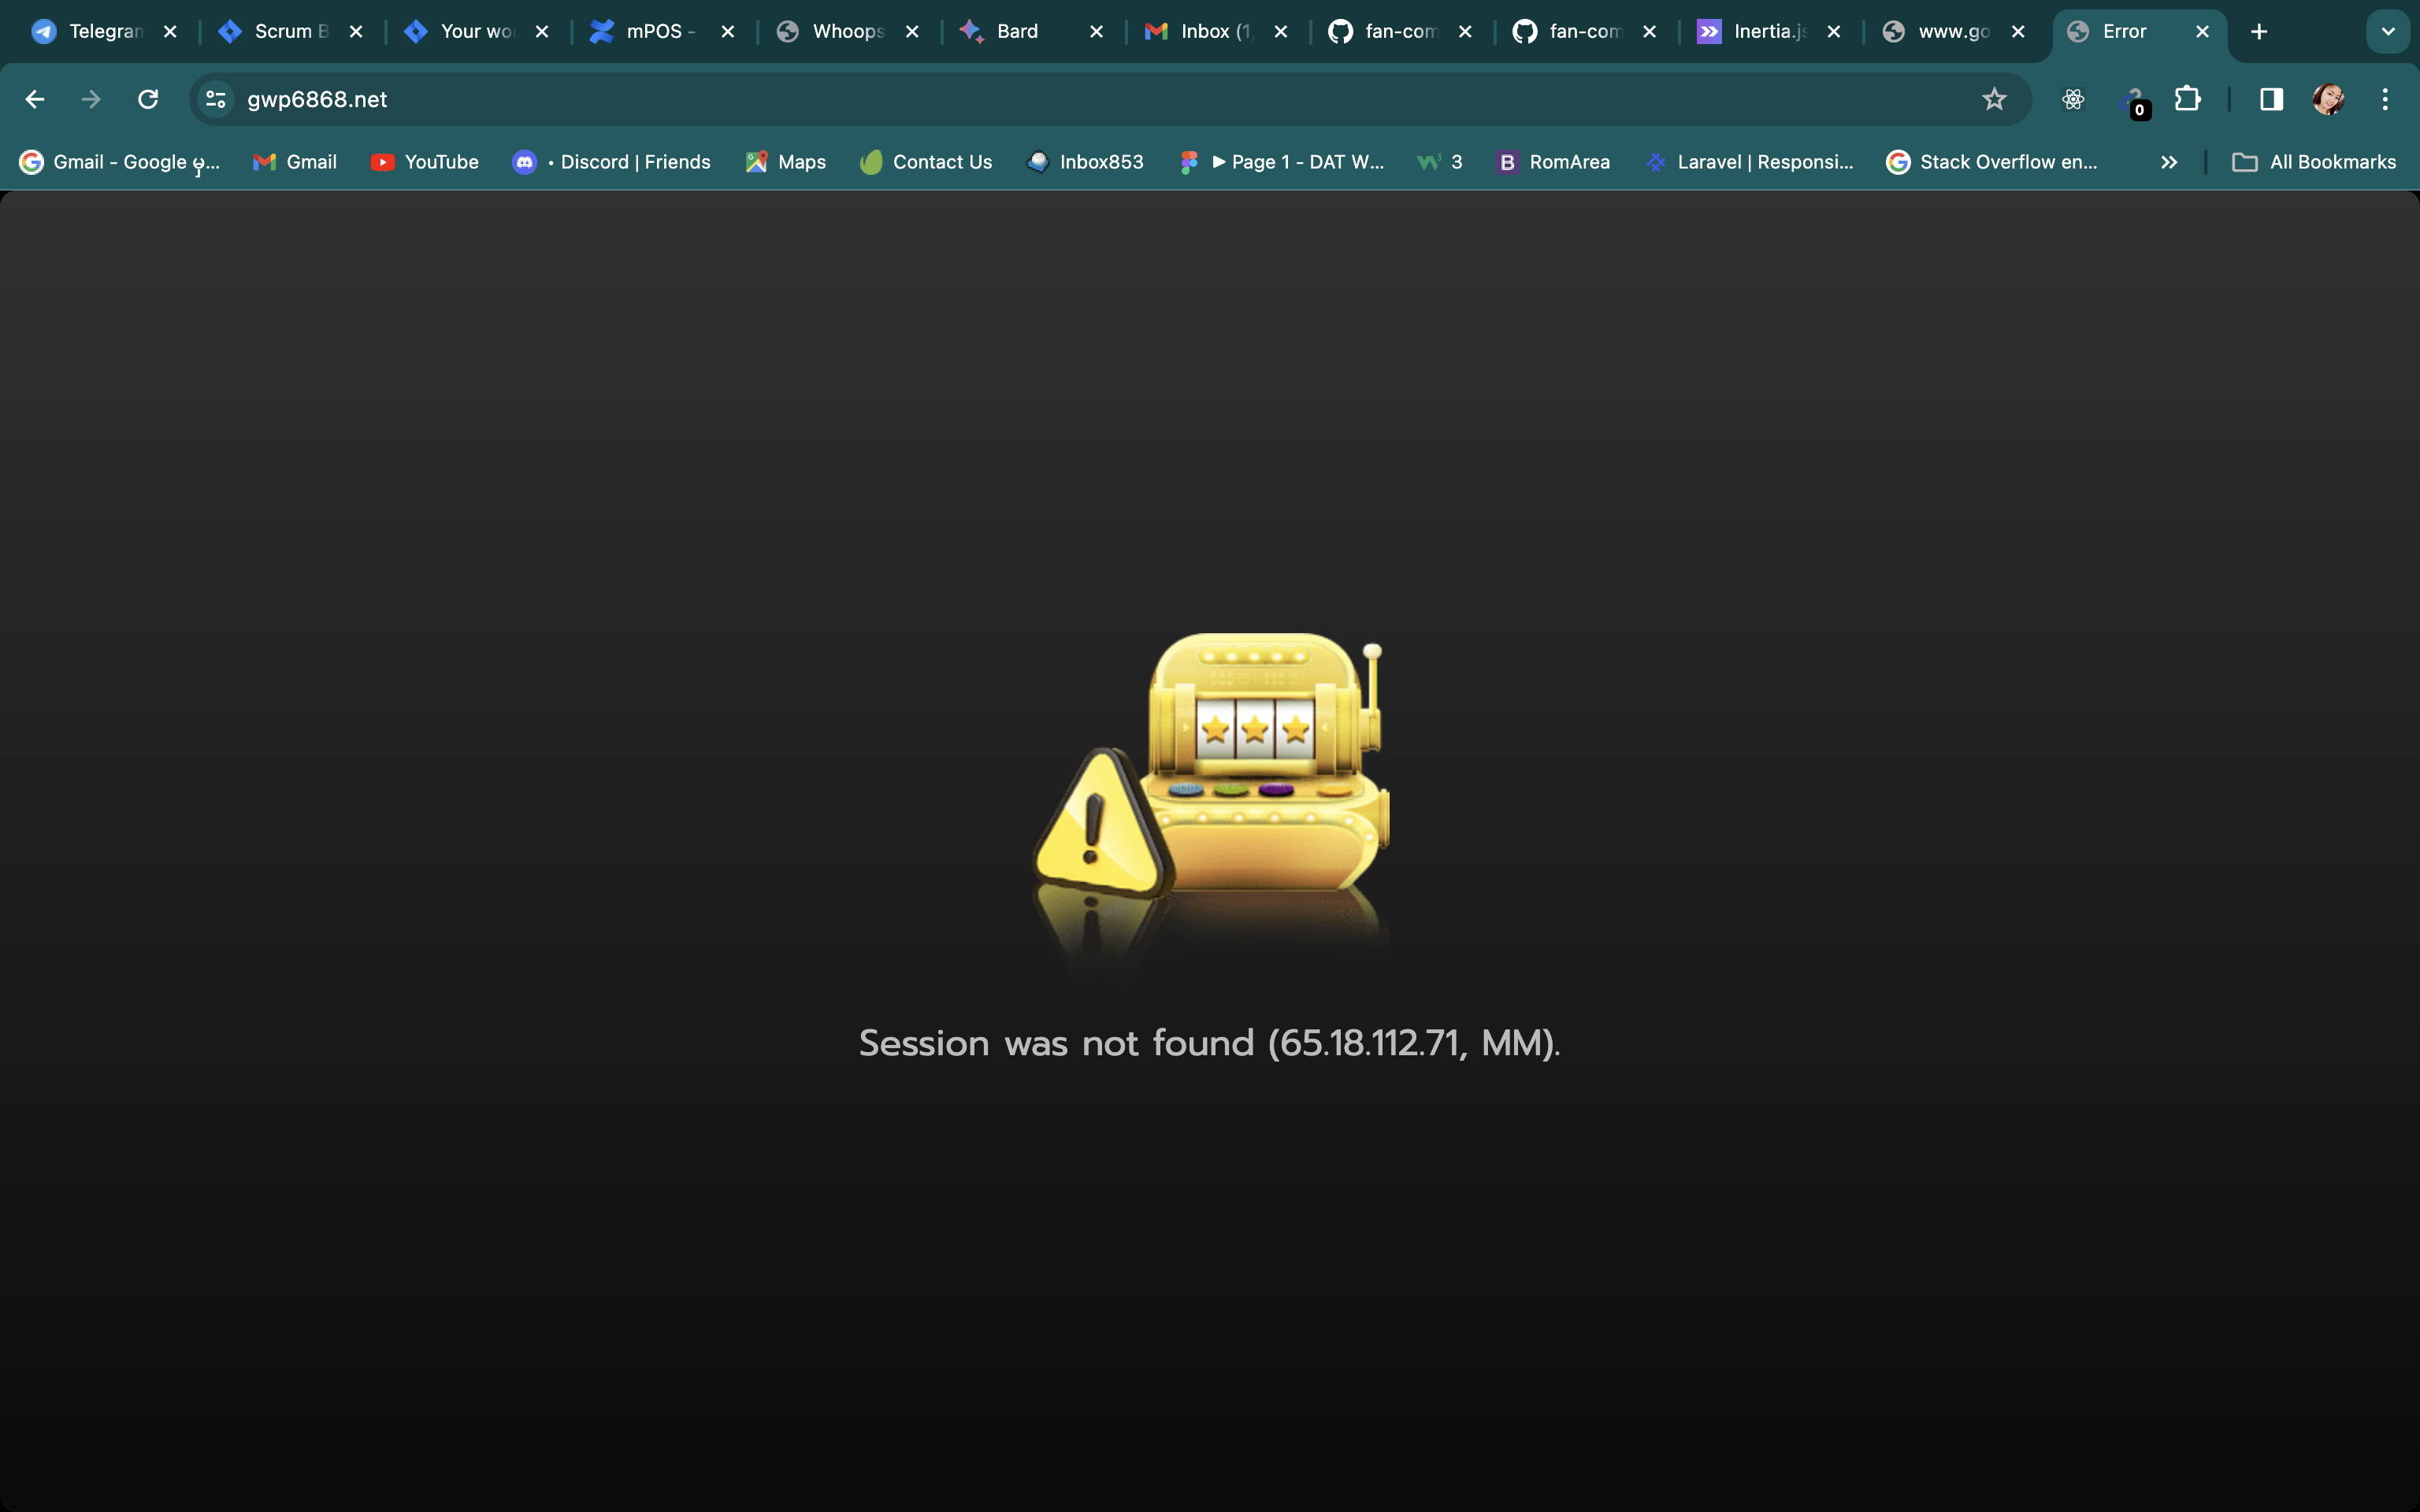 Telegram Scrum B Your wo mPOS - Whoops Bard Inbox (1, fan-com fan-com Inertia.js www.go Error
gwp6868.net 0
Gmail - Google မှ... Gmail YouTube • Discord | Friends Maps Contact Us Inbox853 ▶ Page 1 - DAT W... 3 RomArea Laravel | Responsi... Stack Overflow en... All Bookmarks
Session was not found (65.18.112.71, MM).